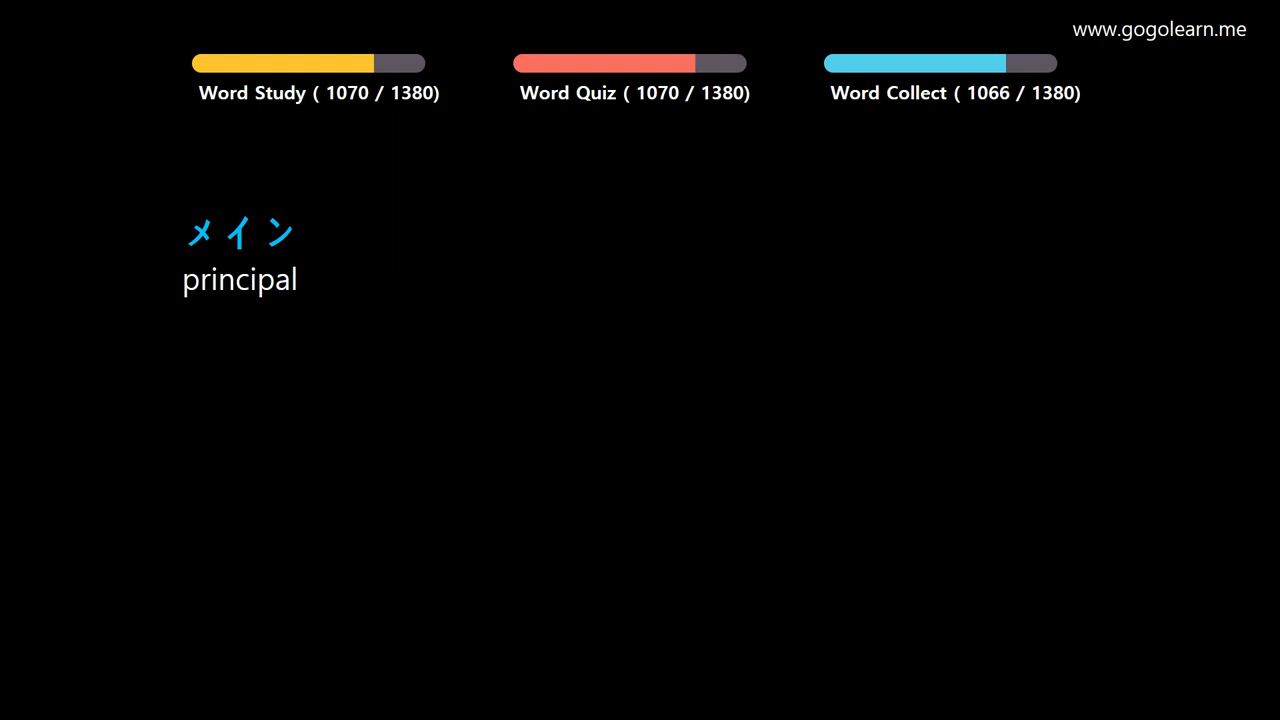 www.gogolearn.me
Word Study ( 1070 / 1380)
Word Quiz ( 1070 / 1380)
Word Collect ( 1066 / 1380)
メイン
principal